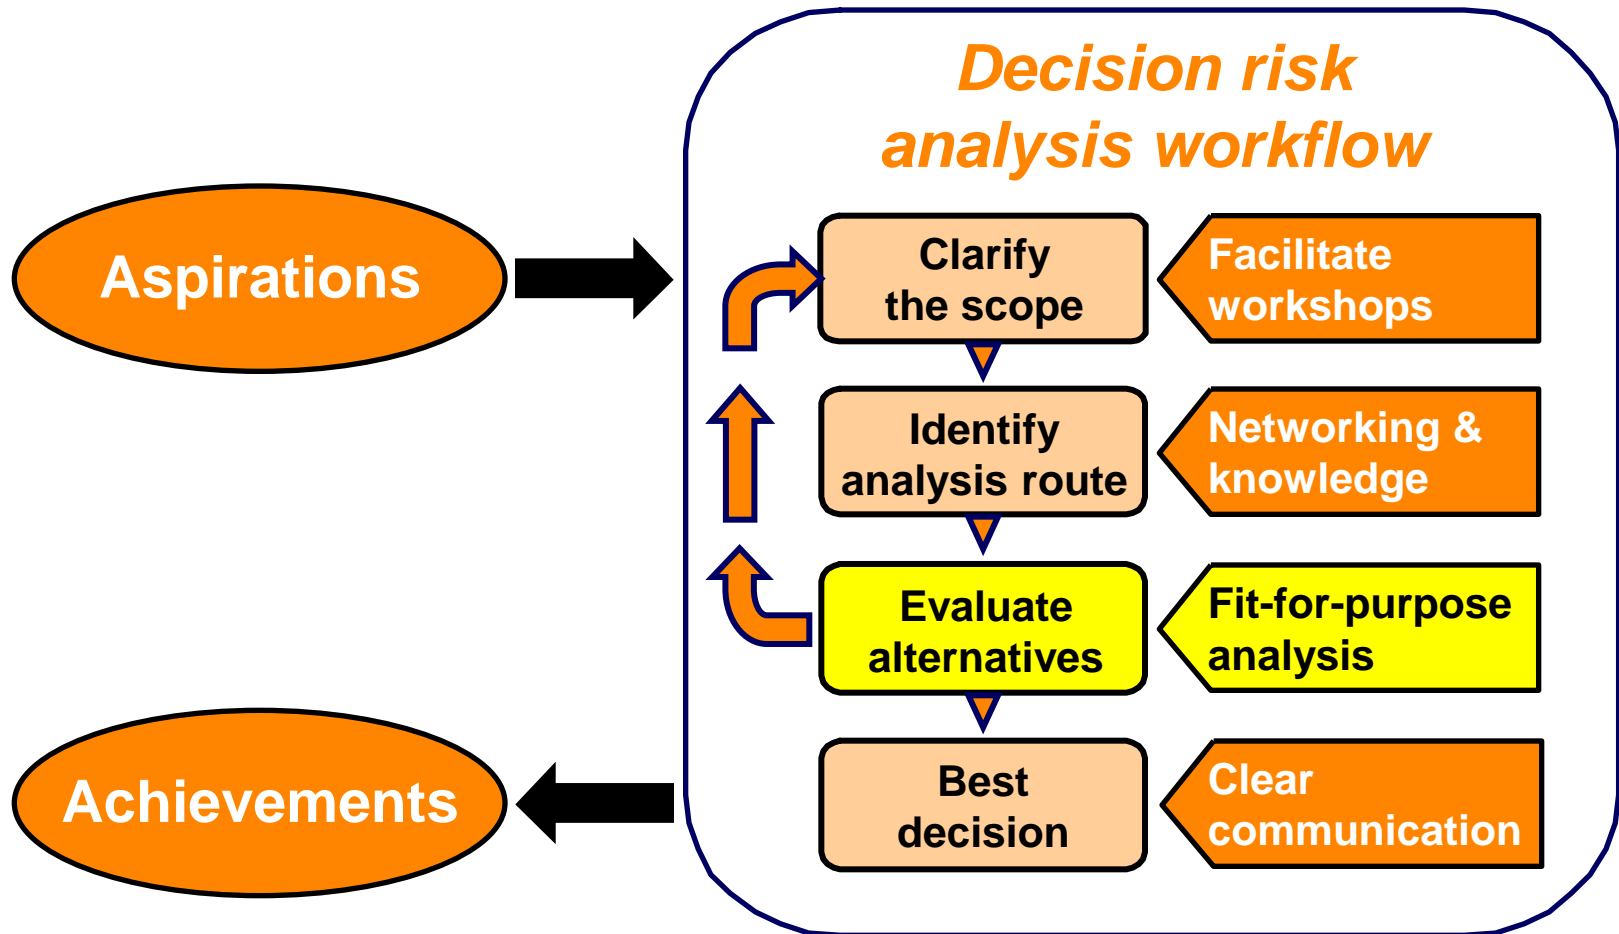 Decision risk
analysis workflow
Aspirations
Clarify
the scope
Facilitate
workshops
Identify
analysis route
Networking &
knowledge
Evaluate
alternatives
Fit-for-purpose
analysis
Achievements
Best
decision
Clear
communication